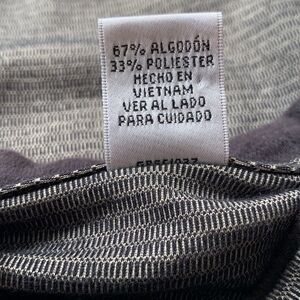 67% ALGODÓN
33% POLIESTER
HECHO EN
VIETNAM
VER AL LADO
PARA CUIDADO